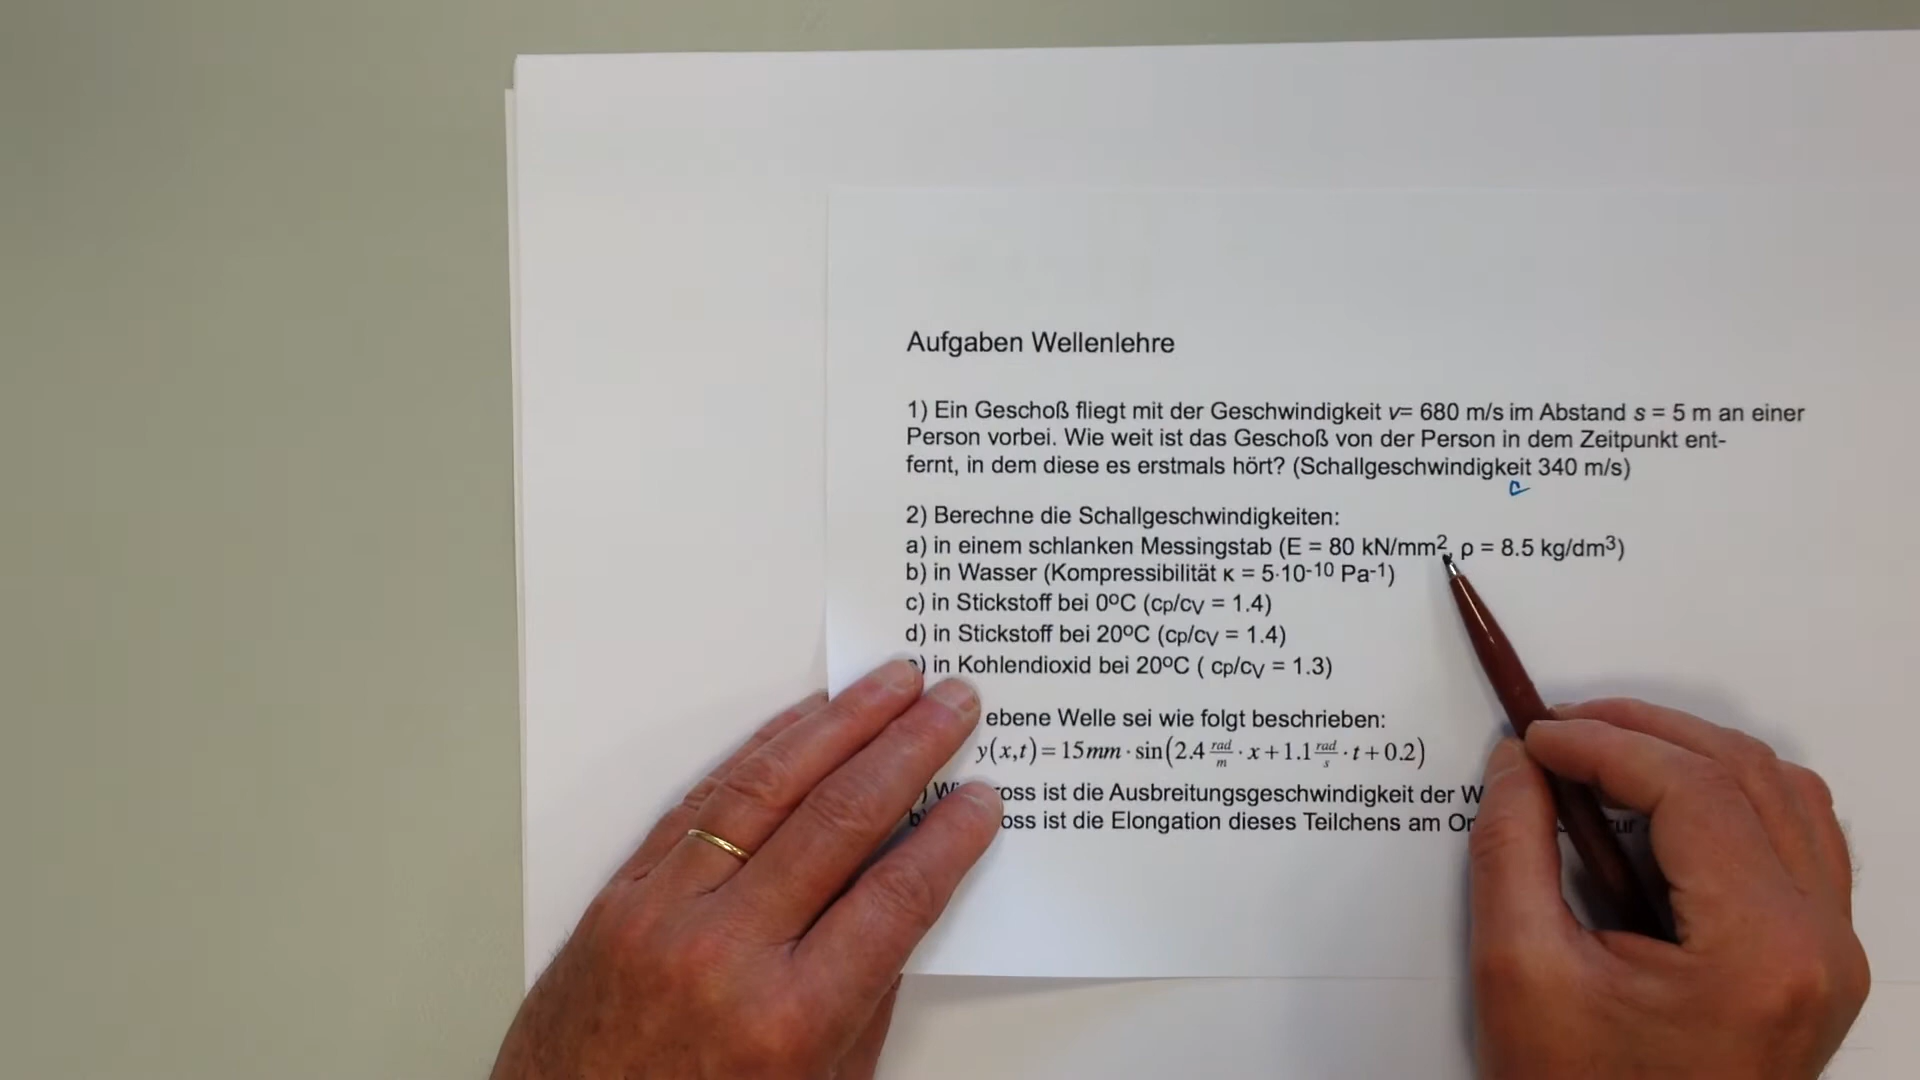 Aufgaben Wellenlehre
1) Ein Geschoß fliegt mit der Geschwindigkeit v= 680 m/s im Abstand s = 5 m an einer
Person vorbei. Wie weit ist das Geschoß von der Person in dem Zeitpunkt ent-
fernt, in dem diese es erstmals hört? (Schallgeschwindigkeit 340 m/s)
c
2) Berechne die Schallgeschwindigkeiten:
a) in einem schlanken Messingstab (E = 80 kN/mm², ρ = 8.5 kg/dm³)
b) in Wasser (Kompressibilität κ = 5·10⁻¹⁰ Pa⁻¹)
c) in Stickstoff bei 0ºC (cp/cv = 1.4)
d) in Stickstoff bei 20ºC (cp/cv = 1.4)
) in Kohlendioxid bei 20ºC ( cp/cv = 1.3)
ebene Welle sei wie folgt beschrieben:
y(x,t) = 15mm · sin(2.4 rad/m · x + 1.1 rad/s · t + 0.2)
ist die Ausbreitungsgeschwindigkeit der
ist die Elongation dieses Teilchens am